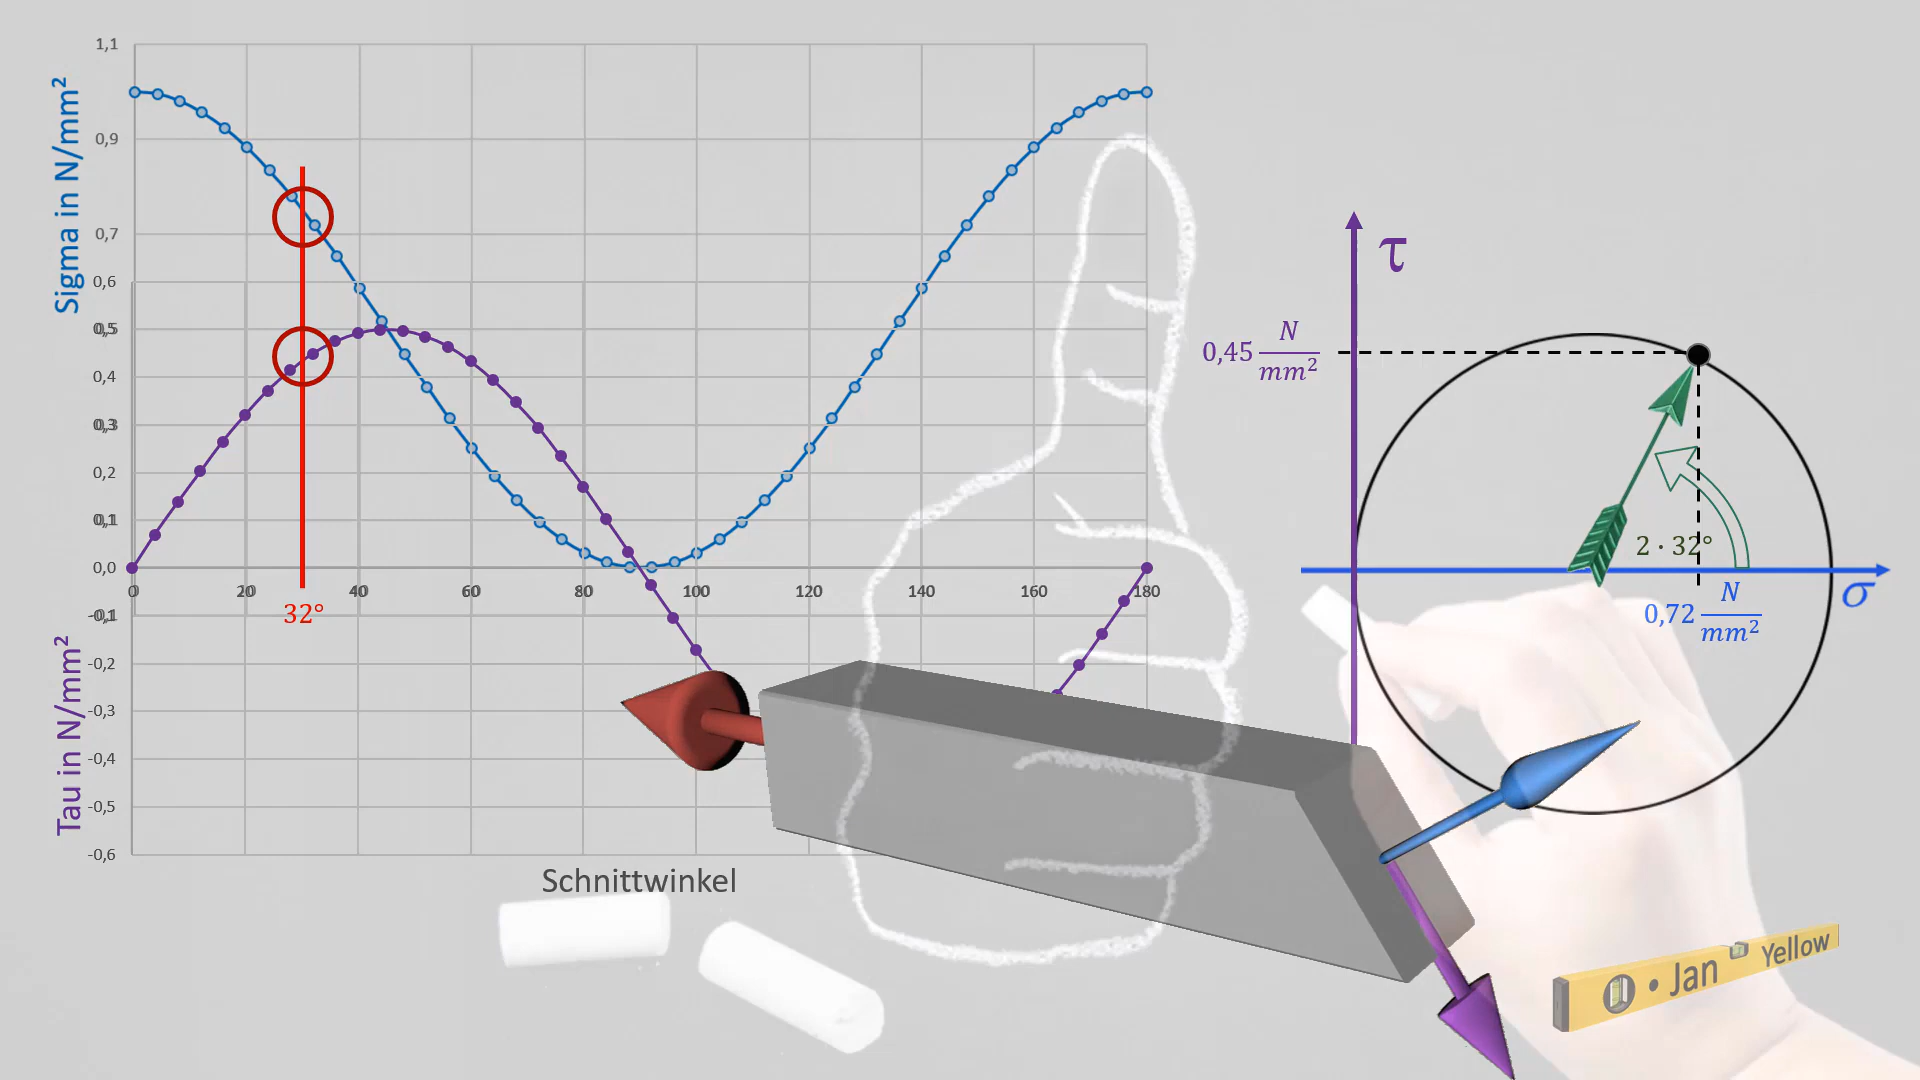 1,1
0,9
0,7
0,6
0,5
0,4
0,3
0,2
0,1
0,0
-0,1
-0,2
-0,3
-0,4
-0,5
-0,6
Sigma in N/mm²
Tau in N/mm²
0 20 40 60 80 100 120 140 160 180
32°
Schnittwinkel
τ
0,45 N/mm²
2 · 32°
σ
0,72 N/mm²
• Jan Yellow